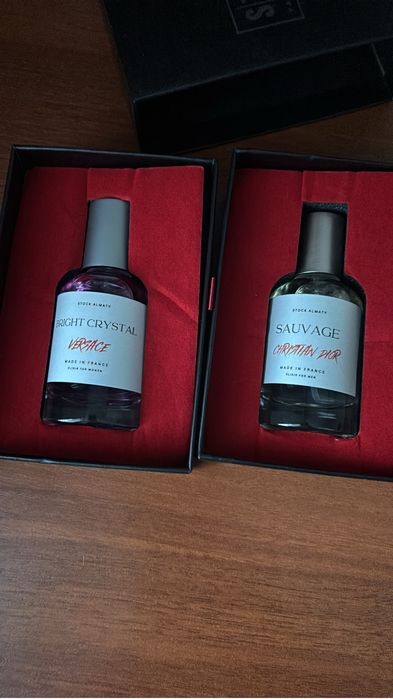 STOCK ALMATY
BRIGHT CRYSTAL
VERSACE
MADE IN FRANCE
ELIXIR FOR WOMEN
STOCK ALMATY
SAUVAGE
CHRISTIAN DIOR
MADE IN FRANCE
ELIXIR FOR MEN